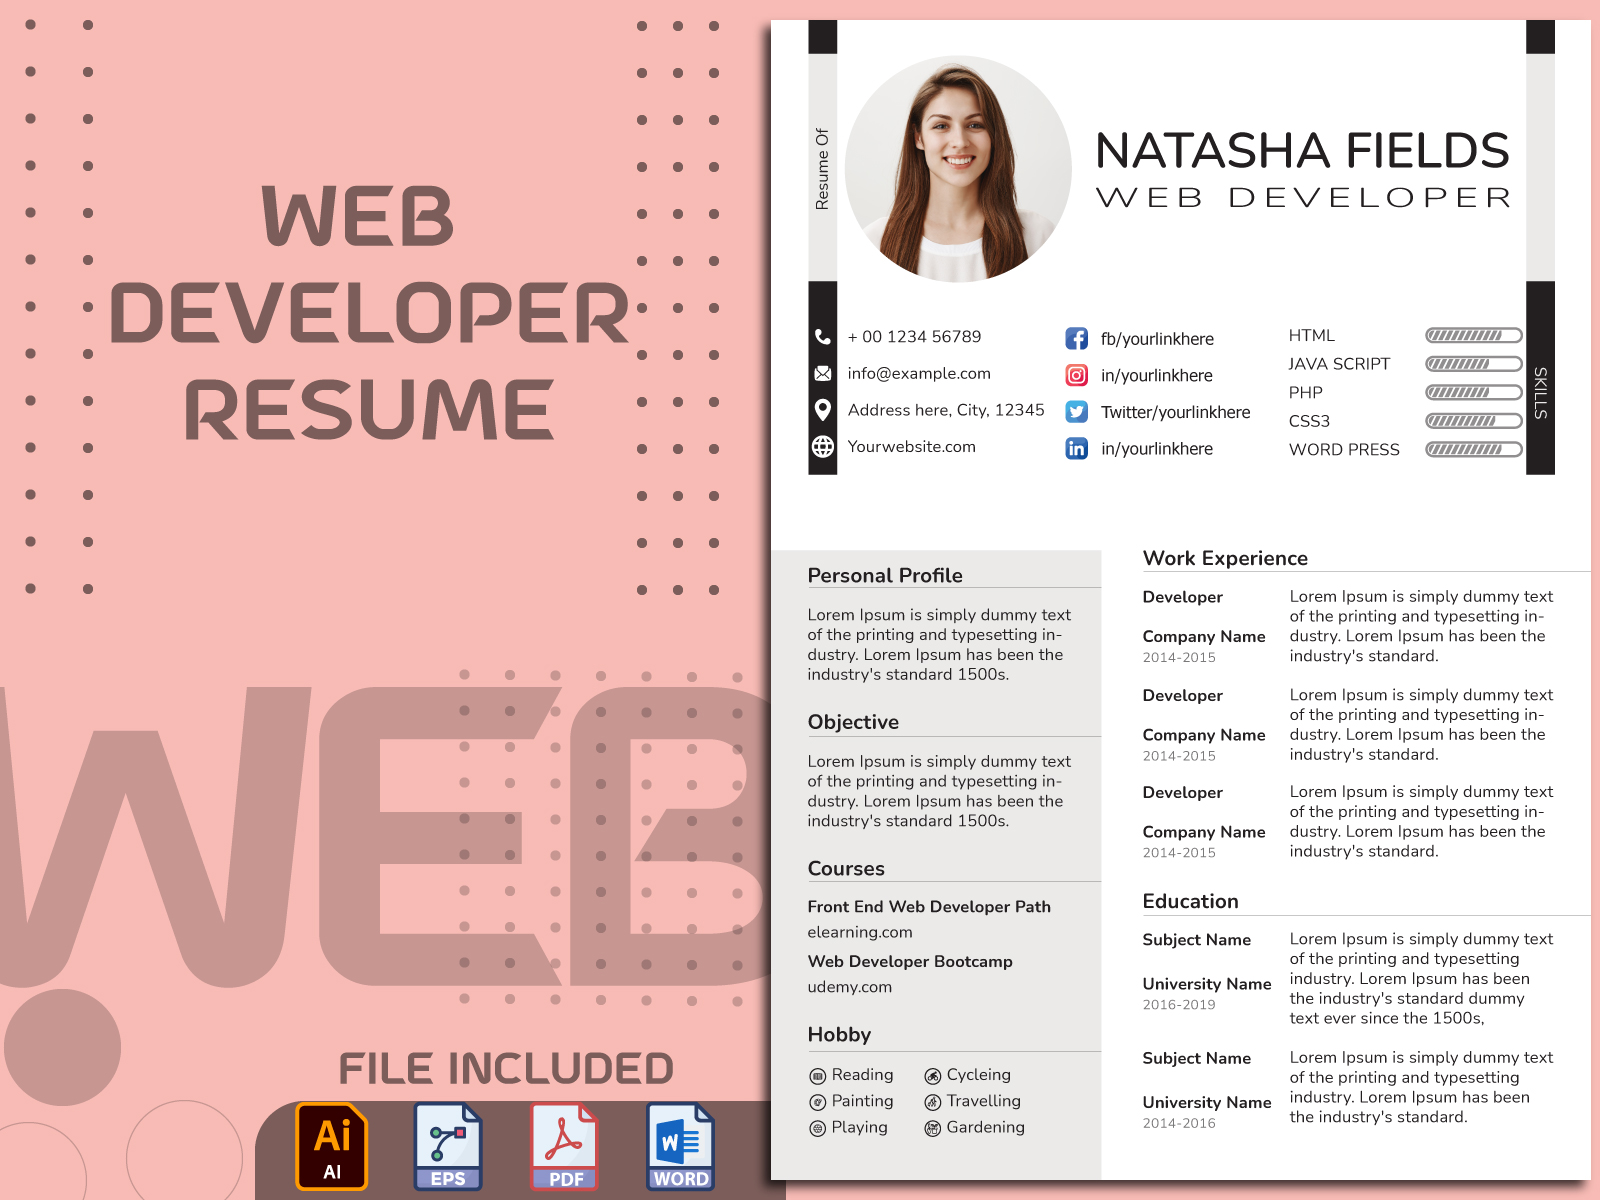 WEB
DEVELOPER
RESUME
WEB
FILE INCLUDED
Ai
AI
EPS
PDF
W
WORD
Resume Of
NATASHA FIELDS
WEB DEVELOPER
+ 00 1234 56789
info@example.com
Address here, City, 12345
Yourwebsite.com
fb/yourlinkhere
in/yourlinkhere
Twitter/yourlinkhere
in in/yourlinkhere
HTML
JAVA SCRIPT
PHP
CSS3
WORD PRESS
SKILLS
Personal Profile
Lorem Ipsum is simply dummy text
of the printing and typesetting in-
dustry. Lorem Ipsum has been the
industry's standard 1500s.
Objective
Lorem Ipsum is simply dummy text
of the printing and typesetting in-
dustry. Lorem Ipsum has been the
industry's standard 1500s.
Courses
Front End Web Developer Path
elearning.com
Web Developer Bootcamp
udemy.com
Hobby
Reading
Painting
Playing
Cycleing
Travelling
Gardening
Work Experience
Developer
Company Name
2014-2015
Lorem Ipsum is simply dummy text
of the printing and typesetting in-
dustry. Lorem Ipsum has been the
industry's standard.
Developer
Company Name
2014-2015
Lorem Ipsum is simply dummy text
of the printing and typesetting in-
dustry. Lorem Ipsum has been the
industry's standard.
Developer
Company Name
2014-2015
Lorem Ipsum is simply dummy text
of the printing and typesetting in-
dustry. Lorem Ipsum has been the
industry's standard.
Education
Subject Name
University Name
2016-2019
Lorem Ipsum is simply dummy text
of the printing and typesetting
industry. Lorem Ipsum has been
the industry's standard dummy
text ever since the 1500s,
Subject Name
University Name
2014-2016
Lorem Ipsum is simply dummy text
of the printing and typesetting
industry. Lorem Ipsum has been
the industry's standard.